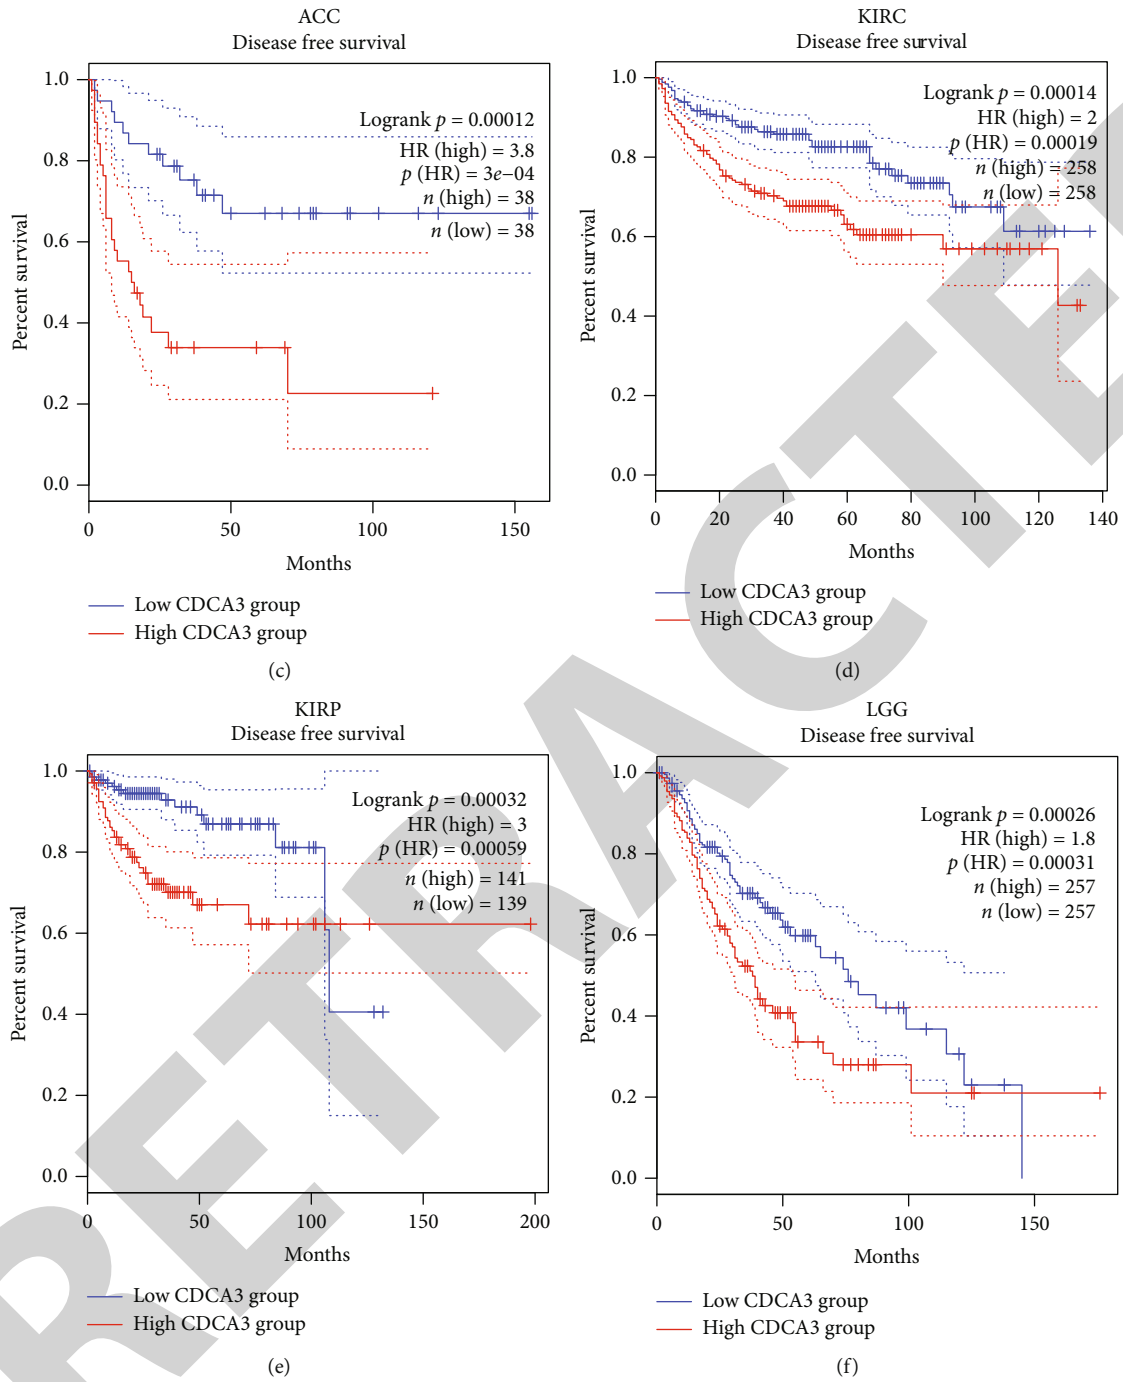 ACC
Disease free survival
Logrank p = 0.00012
HR (high) = 3.8
p (HR) = 3e−04
n (high) = 38
n (low) = 38
Percent survival
1.0
0.8
0.6
0.4
0.2
0.0
0 50 100 150
Months
Low CDCA3 group
High CDCA3 group
(c)
KIRC
Disease free survival
Logrank p = 0.00014
HR (high) = 2
p (HR) = 0.00019
n (high) = 258
n (low) = 258
Percent survival
1.0
0.8
0.6
0.4
0.2
0.0
0 20 40 60 80 100 120 140
Months
Low CDCA3 group
High CDCA3 group
(d)
KIRP
Disease free survival
Logrank p = 0.00032
HR (high) = 3
p (HR) = 0.00059
n (high) = 141
n (low) = 139
Percent survival
1.0
0.8
0.6
0.4
0.2
0.0
0 50 100 150 200
Months
Low CDCA3 group
High CDCA3 group
(e)
LGG
Disease free survival
Logrank p = 0.00026
HR (high) = 1.8
p (HR) = 0.00031
n (high) = 257
n (low) = 257
Percent survival
1.0
0.8
0.6
0.4
0.2
0.0
0 50 100 150
Months
Low CDCA3 group
High CDCA3 group
(f)
RETRACTE